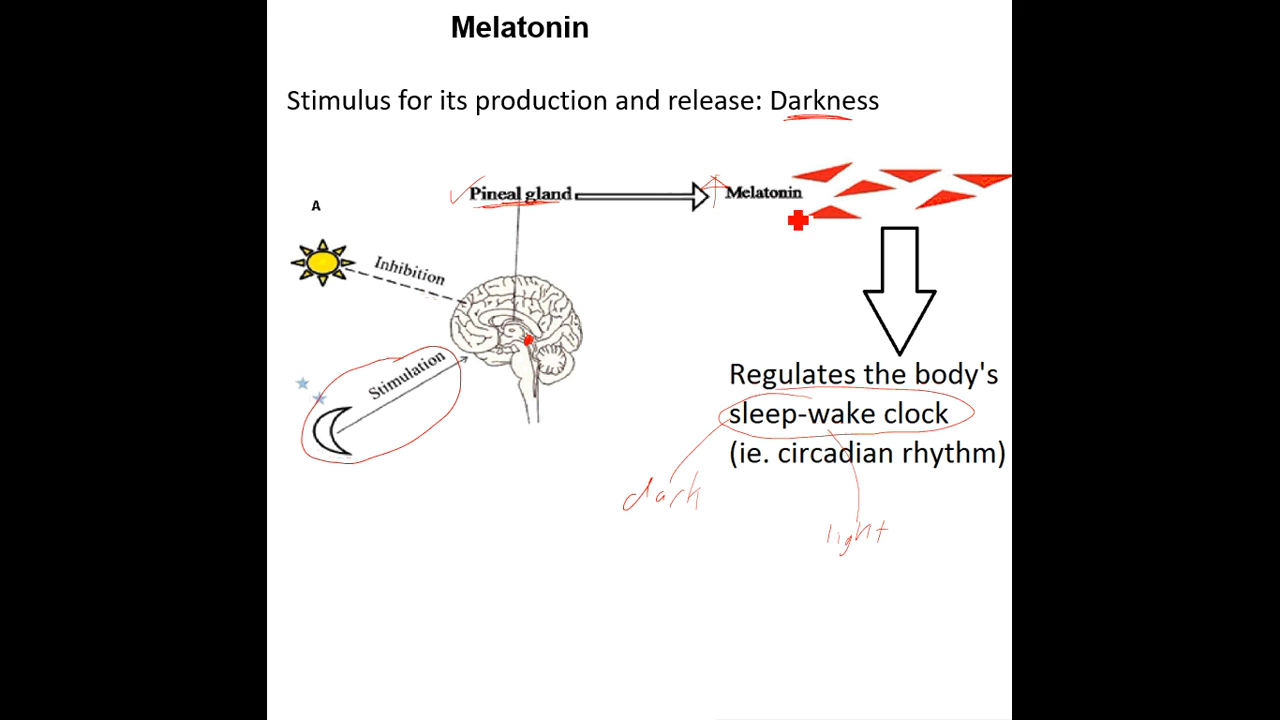 Melatonin
Stimulus for its production and release: Darkness
Pineal gland
Melatonin
A
Inhibition
Stimulation
Regulates the body's
sleep-wake clock
(ie. circadian rhythm)
dark
light